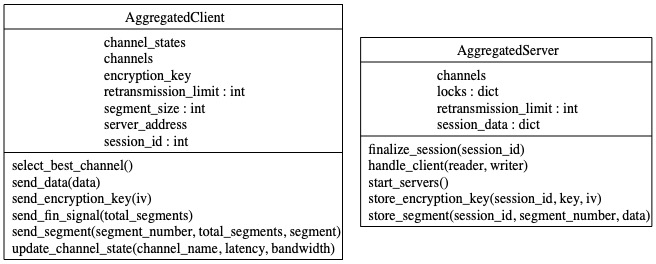 AggregatedClient
channel_states
channels
encryption_key
retransmission_limit : int
segment_size : int
server_address
session_id : int
select_best_channel()
send_data(data)
send_encryption_key(iv)
send_fin_signal(total_segments)
send_segment(segment_number, total_segments, segment)
update_channel_state(channel_name, latency, bandwidth)
AggregatedServer
channels
locks : dict
retransmission_limit : int
session_data : dict
finalize_session(session_id)
handle_client(reader, writer)
start_servers()
store_encryption_key(session_id, key, iv)
store_segment(session_id, segment_number, data)